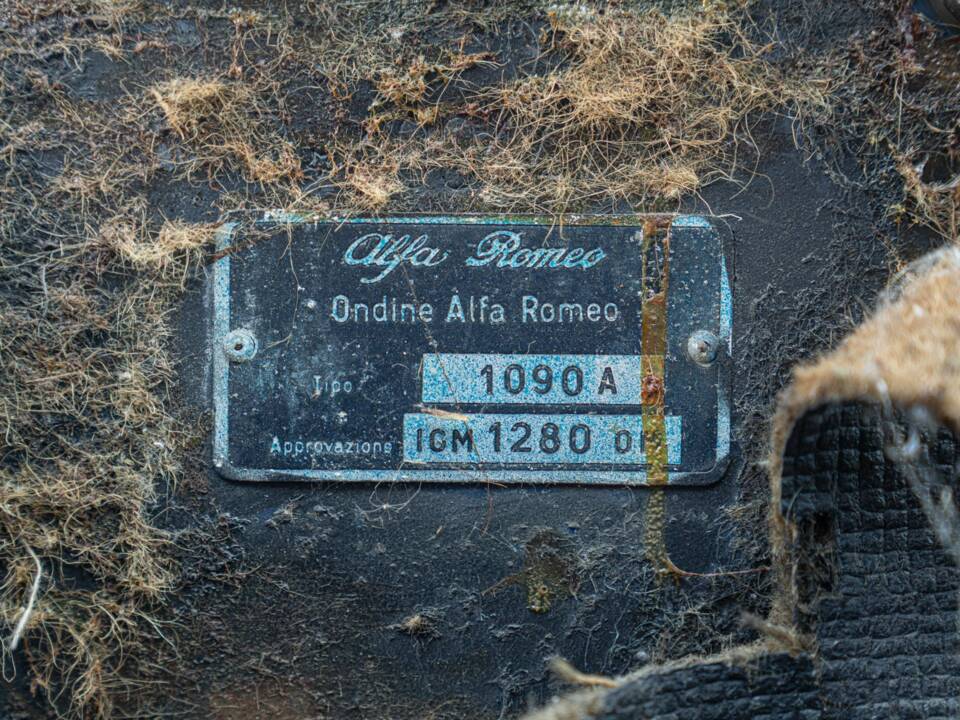 Alfa Romeo
Ondine Alfa Romeo
Tipo 1090 A
Approvazione IGM 1280 O